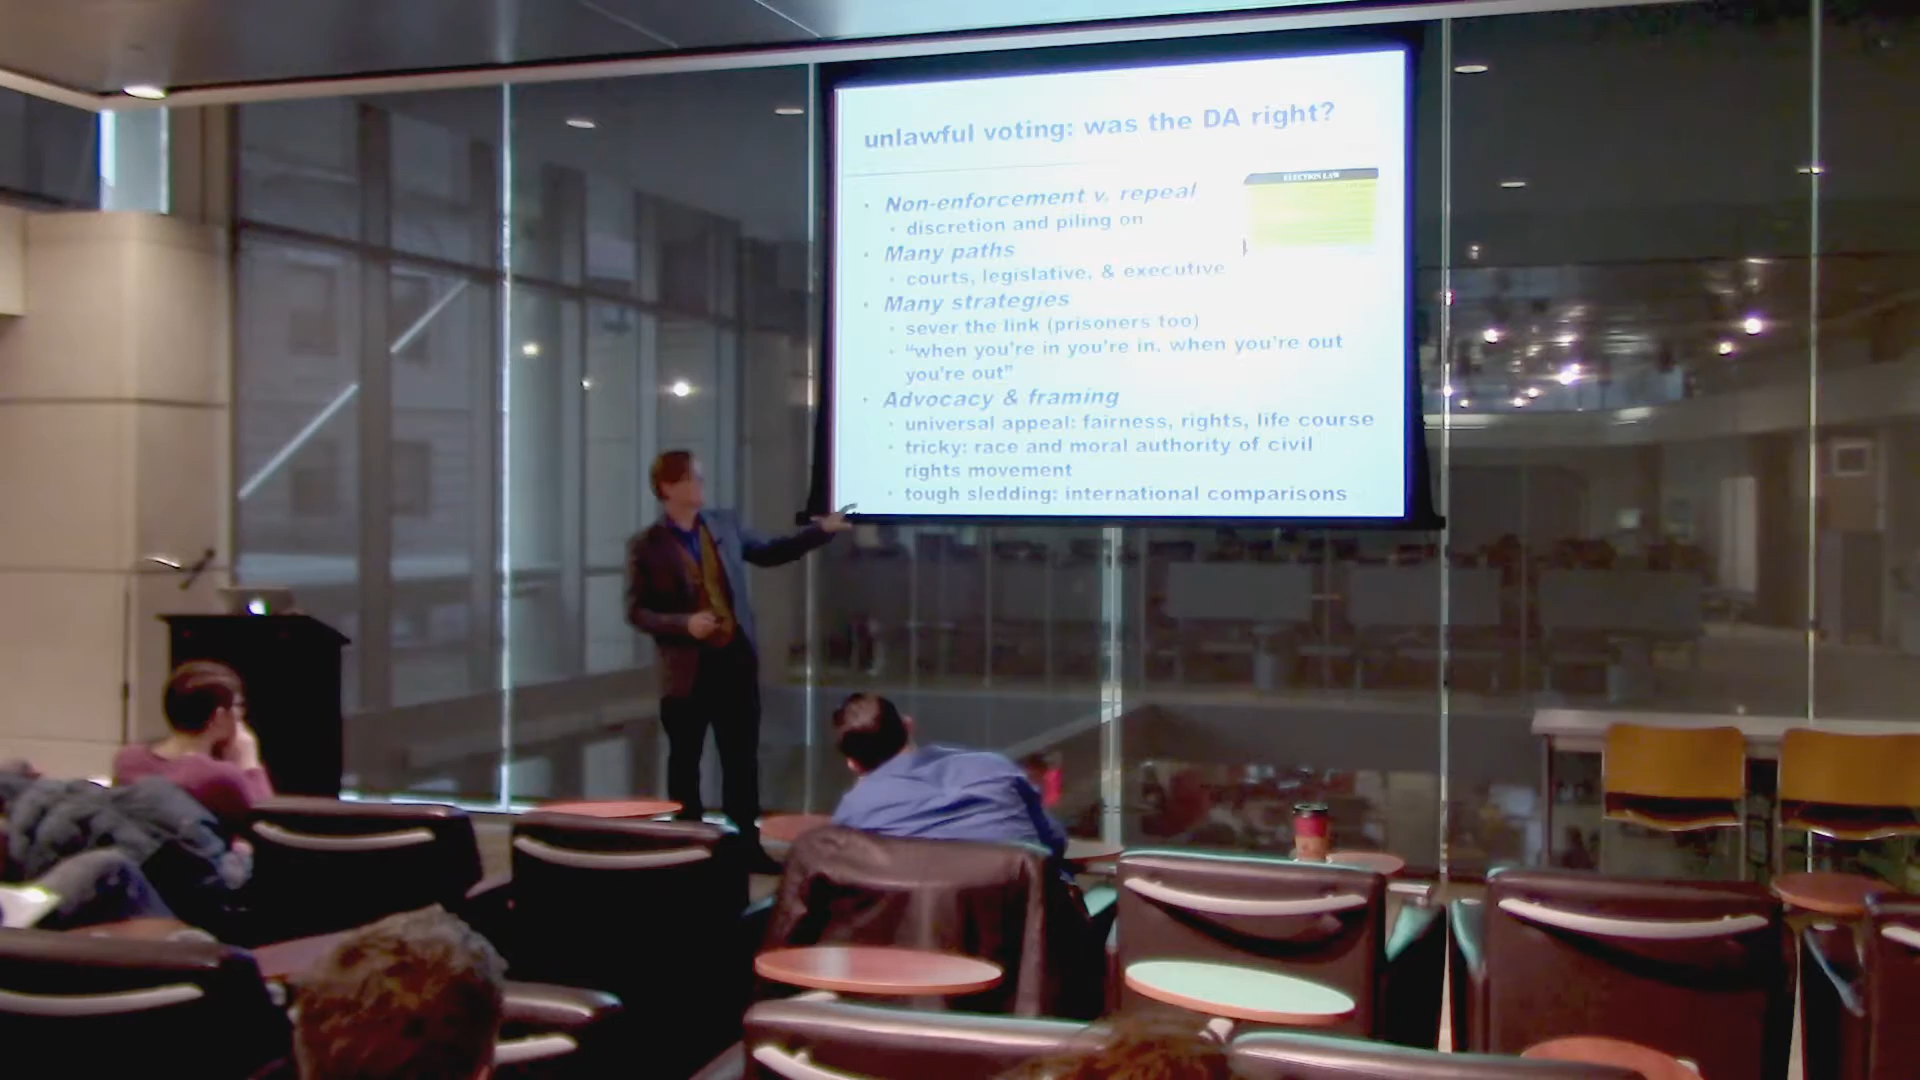 unlawful voting: was the DA right?
ELECTION LAW
• Non-enforcement v. repeal
• discretion and piling on
• Many paths
• courts, legislative, & executive
• Many strategies
• sever the link (prisoners too)
• “when you're in you're in, when you're out
you're out”
• Advocacy & framing
• universal appeal: fairness, rights, life course
• tricky: race and moral authority of civil
rights movement
• tough sledding: international comparisons